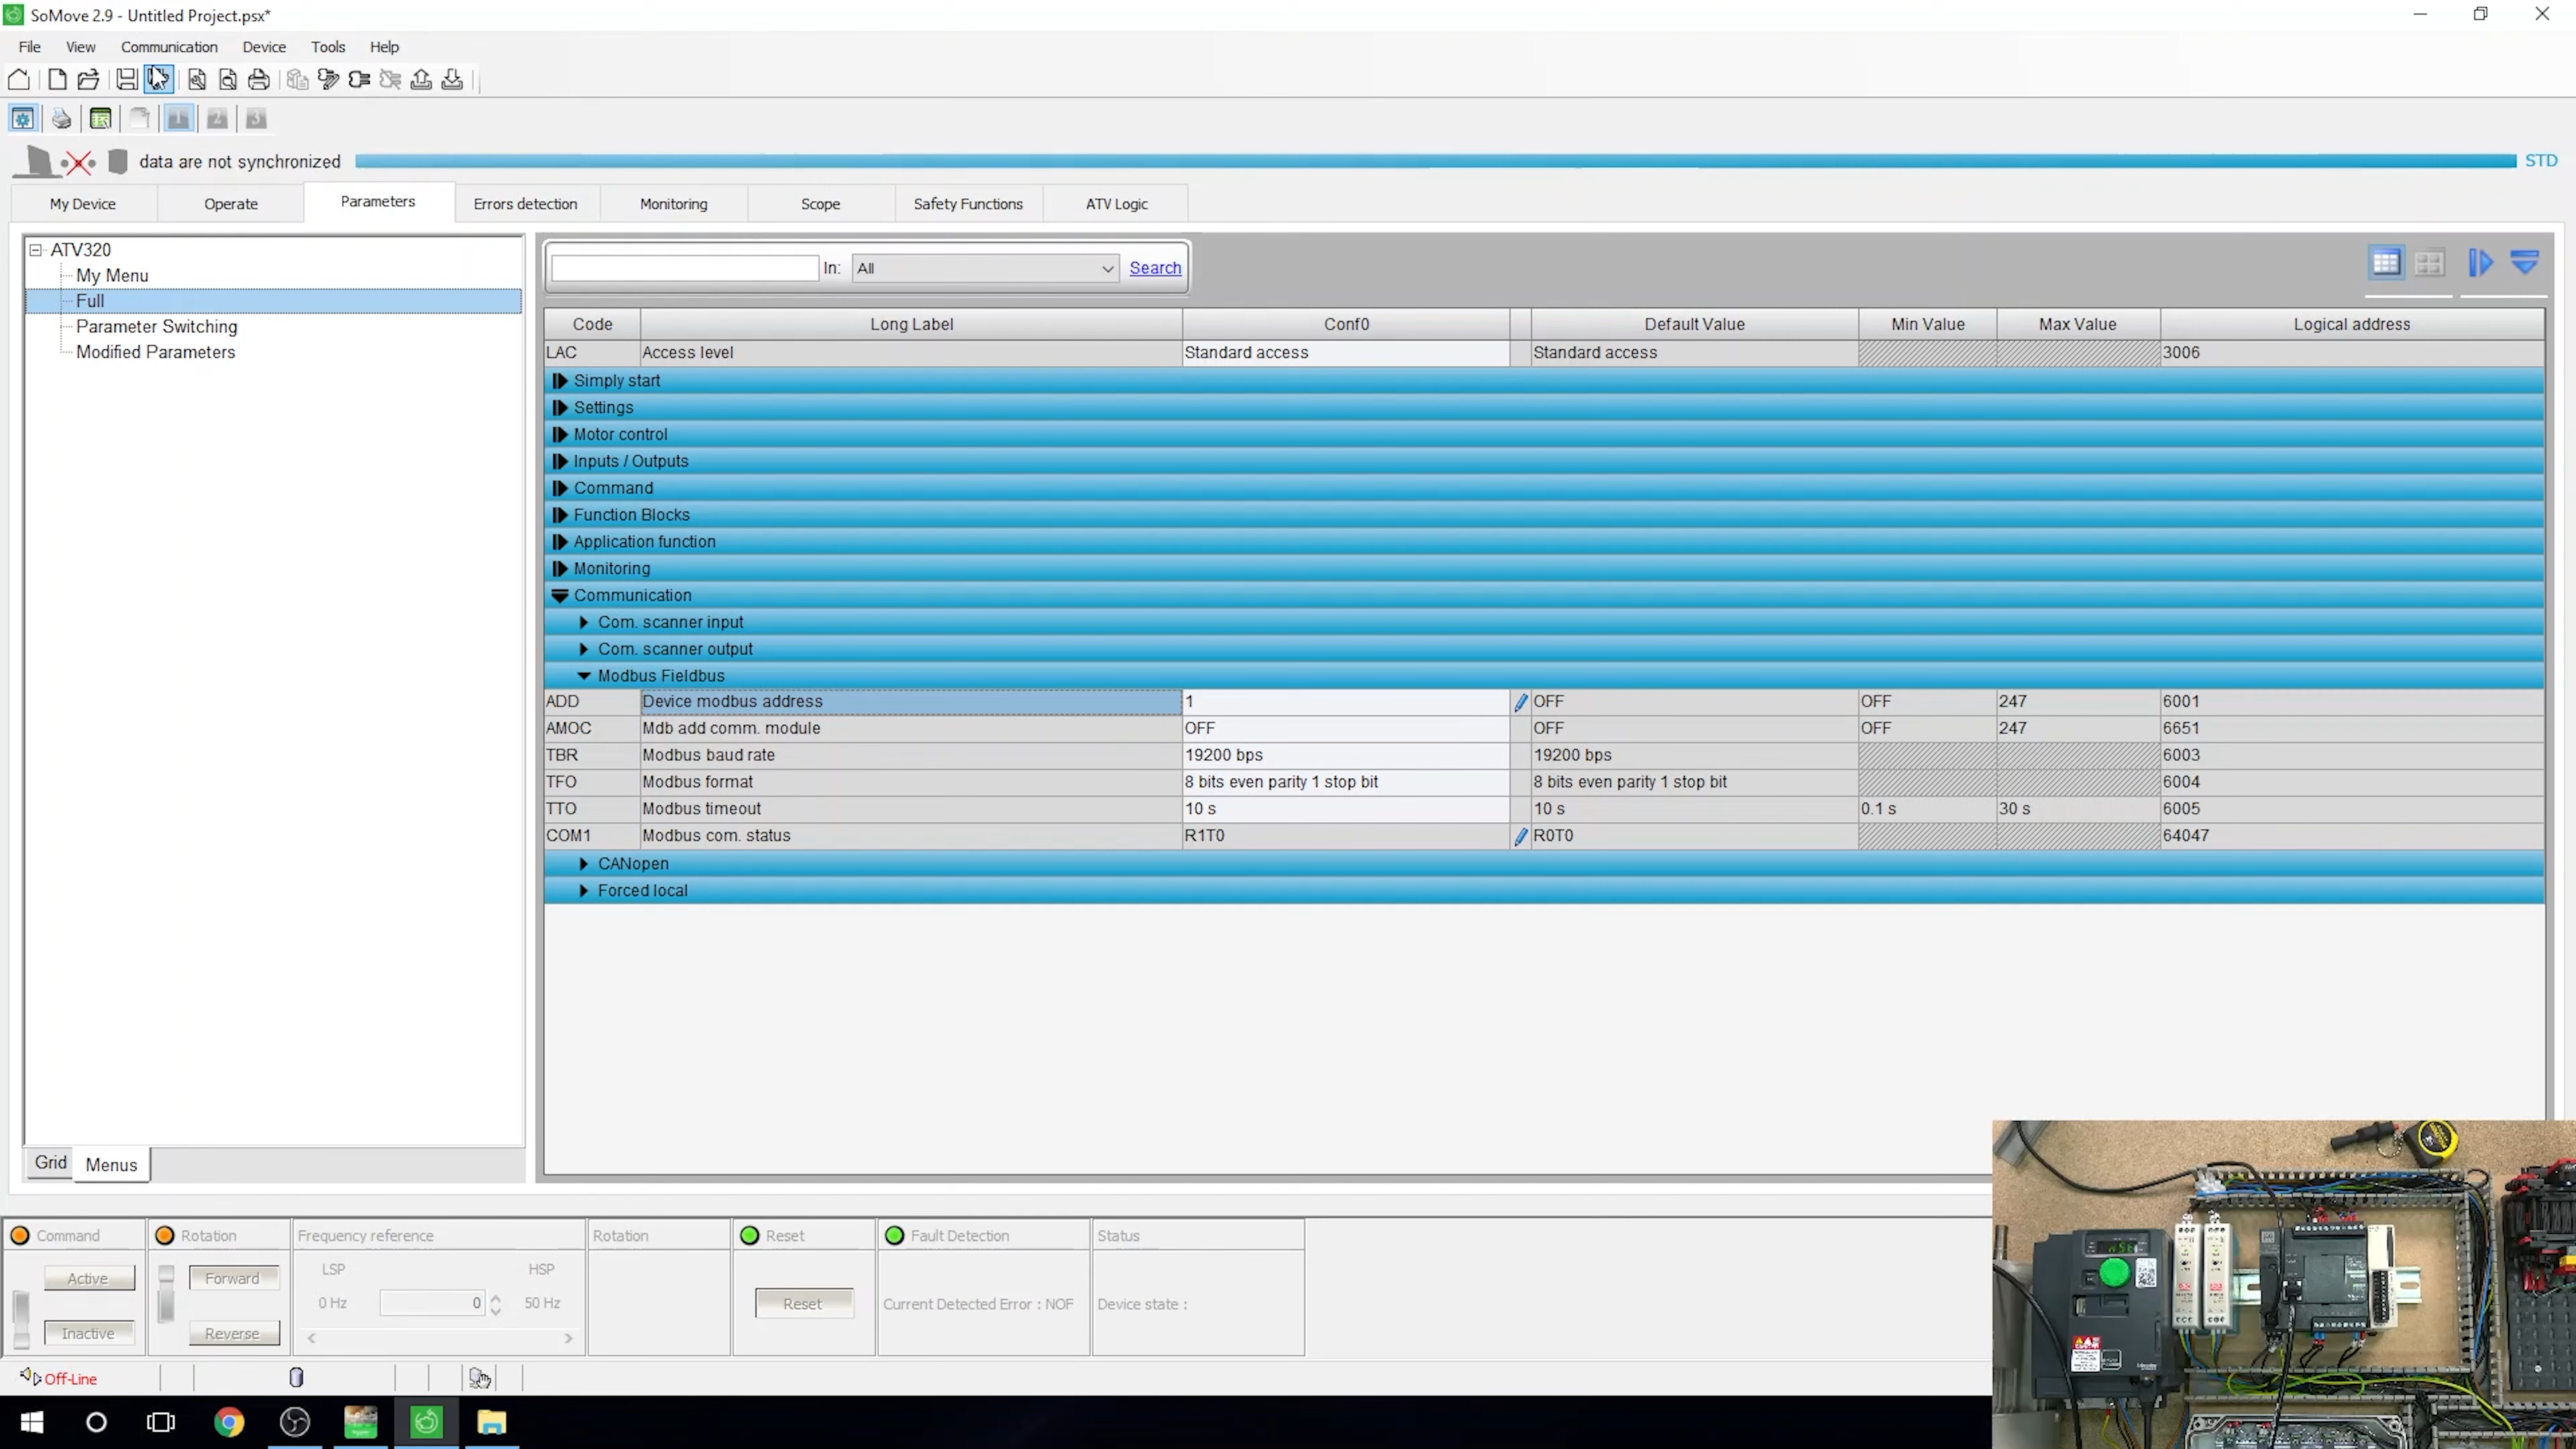 SoMove 2.9 - Untitled Project.psx*
File View Communication Device Tools Help
1 2 3
data are not synchronized STD
My Device Operate Parameters Errors detection Monitoring Scope Safety Functions ATV Logic
ATV320
My Menu
Full
Parameter Switching
Modified Parameters
In: All Search
Code Long Label Conf0 Default Value Min Value Max Value Logical address
LAC Access level Standard access Standard access 3006
Simply start
Settings
Motor control
Inputs / Outputs
Command
Function Blocks
Application function
Monitoring
Communication
Com. scanner input
Com. scanner output
Modbus Fieldbus
ADD Device modbus address 1 OFF OFF 247 6001
AMOC Mdb add comm. module OFF OFF OFF 247 6651
TBR Modbus baud rate 19200 bps 19200 bps 6003
TFO Modbus format 8 bits even parity 1 stop bit 8 bits even parity 1 stop bit 6004
TTO Modbus timeout 10 s 10 s 0.1 s 30 s 6005
COM1 Modbus com. status R1T0 R0T0 64047
CANopen
Forced local
Grid Menus
Command Rotation Frequency reference Rotation Reset Fault Detection Status
Active Forward LSP HSP
0 Hz 0 50 Hz Reset Current Detected Error : NOF Device state :
Inactive Reverse
Off-Line